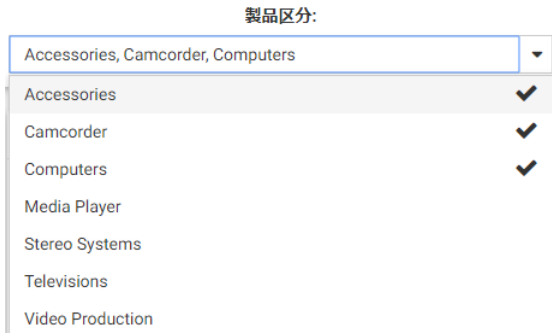 製品区分:
Accessories, Camcorder, Computers
Accessories
Camcorder
Computers
Media Player
Stereo Systems
Televisions
Video Production